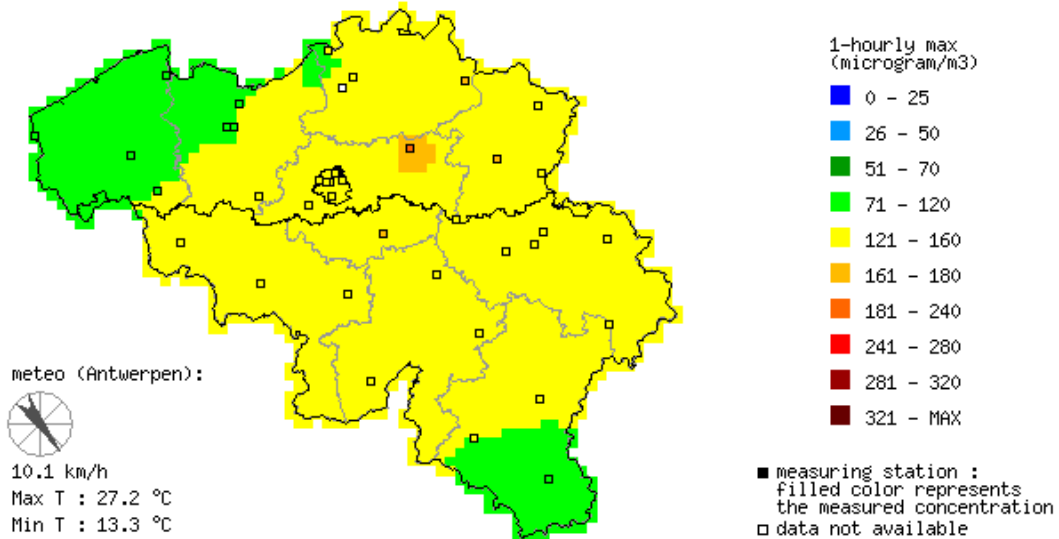 1-hourly max
(microgram/m3)
0 - 25
26 - 50
51 - 70
71 - 120
121 - 160
161 - 180
181 - 240
241 - 280
281 - 320
321 - MAX
meteo (Antwerpen):
10.1 km/h
Max T : 27.2 °C
Min T : 13.3 °C
measuring station :
filled color represents
the measured concentration
data not available